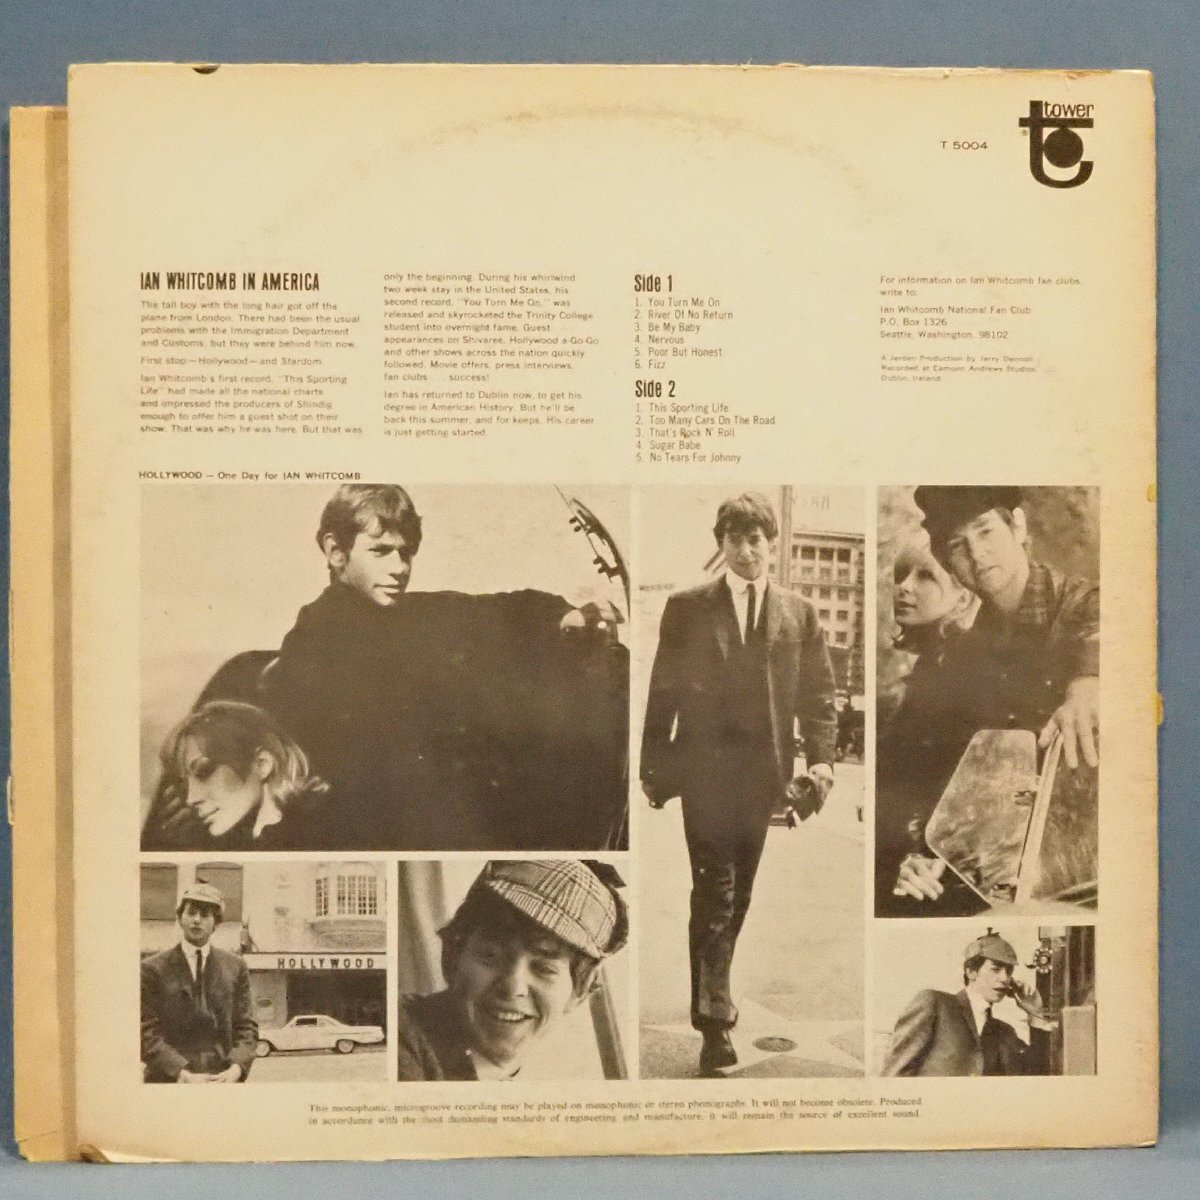 tower
T 5004
IAN WHITCOMB IN AMERICA
The tall boy with the long hair got off the
plane from London. There had been the usual
problems with the Immigration Department
and Customs, but they were behind him now.
First stop—Hollywood—and Stardom.
Ian Whitcomb's first record, "This Sporting
Life" had made all the national charts
and impressed the producers of Shindig
enough to offer him a guest shot on their
show. That was why he was here. But that was
only the beginning. During his whirlwind
two week stay in the United States, his
second record, "You Turn Me On," was
released and skyrocketed the Trinity College
student into overnight fame. Guest
appearances on Shivaree, Hollywood a-Go-Go
and other shows across the nation quickly
followed. Movie offers, press interviews,
fan clubs . . . success!
Ian has returned to Dublin now, to get his
degree in American History. But he'll be
back this summer, and for keeps. His career
is just getting started.
Side 1
1. You Turn Me On
2. River Of No Return
3. Be My Baby
4. Nervous
5. Poor But Honest
6. Fizz
Side 2
1. This Sporting Life
2. Too Many Cars On The Road
3. That's Rock N' Roll
4. Sugar Babe
5. No Tears For Johnny
For information on Ian Whitcomb fan clubs
write to:
Ian Whitcomb National Fan Club
P.O. Box 1326
Seattle, Washington, 98102
A Jerden Production by Jerry Dennon
Recorded at Eamonn Andrews Studios,
Dublin, Ireland.
HOLLYWOOD — One Day for IAN WHITCOMB
HOLLYWOOD
This monophonic, microgroove recording may be played on monophonic or stereo phonographs. It will not become obsolete. Produced
in accordance with the most demanding standards of engineering and manufacture, it will remain the source of excellent sound.